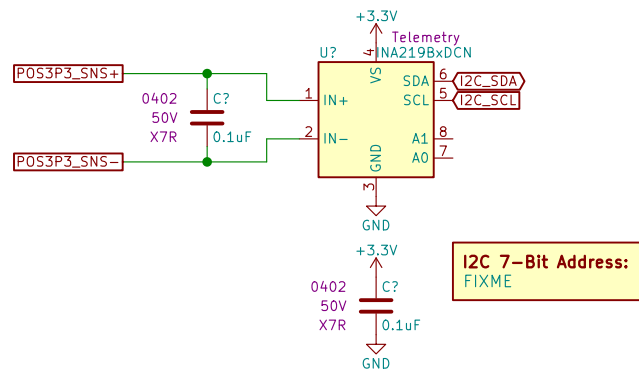 +3.3V
Telemetry
U?
INA219BxDCN
4
VS
POS3P3_SNS+
SDA
6
I2C_SDA
0402
C?
1
IN+
SCL
5
I2C_SCL
50V
X7R
0.1uF
2
IN-
A1
8
A0
7
POS3P3_SNS-
GND
3
GND
+3.3V
I2C 7-Bit Address:
FIXME
0402
C?
50V
X7R
0.1uF
GND